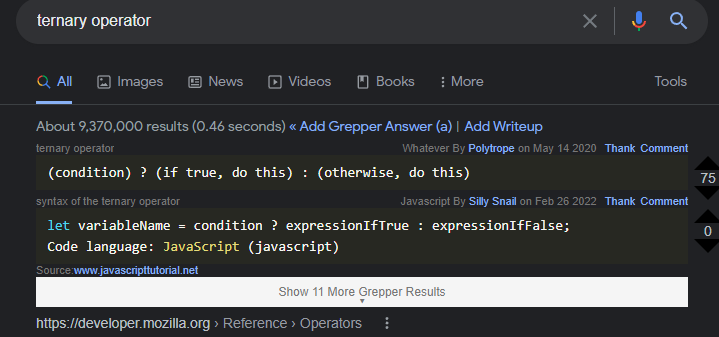 ternary operator
All Images News Videos Books More Tools
About 9,370,000 results (0.46 seconds) « Add Grepper Answer (a) | Add Writeup
ternary operator Whatever By Polytrope on May 14 2020 Thank Comment
(condition) ? (if true, do this) : (otherwise, do this)
75
syntax of the ternary operator Javascript By Silly Snail on Feb 26 2022 Thank Comment
let variableName = condition ? expressionIfTrue : expressionIfFalse;
0
Code language: JavaScript (javascript)
Source:www.javascripttutorial.net
Show 11 More Grepper Results
https://developer.mozilla.org › Reference › Operators